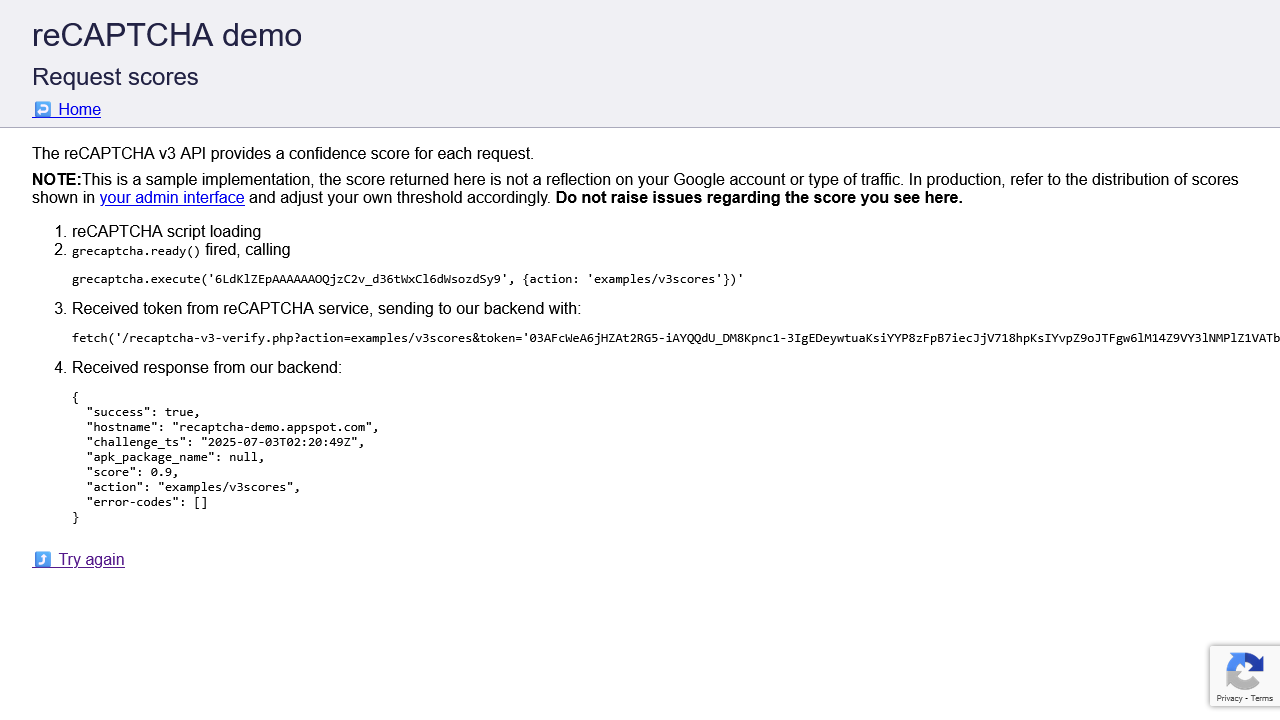 reCAPTCHA demo
Request scores
Home
The reCAPTCHA v3 API provides a confidence score for each request.
NOTE:This is a sample implementation, the score returned here is not a reflection on your Google account or type of traffic. In production, refer to the distribution of scores
shown in your admin interface and adjust your own threshold accordingly. Do not raise issues regarding the score you see here.
1. reCAPTCHA script loading
2. grecaptcha.ready() fired, calling
grecaptcha.execute('6LdKlZEpAAAAAAOQjzC2v_d36tWxCl6dWsozdSy9', {action: 'examples/v3scores'})'
3. Received token from reCAPTCHA service, sending to our backend with:
fetch('/recaptcha-v3-verify.php?action=examples/v3scores&token='03AFcWeA6jHZAt2RG5-iAYQQdU_DM8Kpnc1-3IgEDeywtuaKsiYYP8zFpB7iecJjV718hpKsIYvpZ9oJTFgw6lM14Z9VY3lNMPlZ1VATb
4. Received response from our backend:
{
  "success": true,
  "hostname": "recaptcha-demo.appspot.com",
  "challenge_ts": "2025-07-03T02:20:49Z",
  "apk_package_name": null,
  "score": 0.9,
  "action": "examples/v3scores",
  "error-codes": []
}
Try again
Privacy - Terms